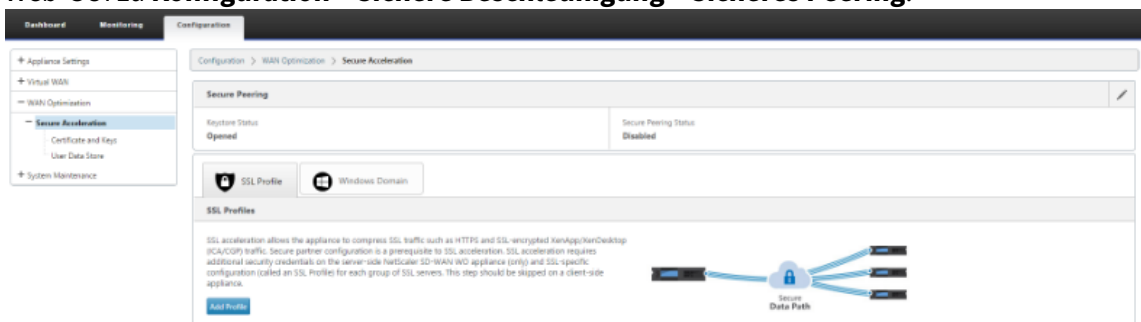 Web-GUI zu Konfiguration > Sichere Beschleunigung > Sicheres Peering.
Dashboard Monitoring Configuration
+ Appliance Settings
+ Virtual WAN
− WAN Optimization
− Secure Acceleration
Certificate and Keys
User Data Store
+ System Maintenance
Configuration > WAN Optimization > Secure Acceleration
Secure Peering
Keystore Status
Opened
Secure Peering Status
Disabled
SSL Profile
Windows Domain
SSL Profiles
SSL acceleration allows the appliance to compress SSL traffic such as HTTPS and SSL-encrypted XenApp/XenDesktop
(ICA/CGP) traffic. Secure partner configuration is a prerequisite to SSL acceleration. SSL acceleration requires
additional security credentials on the server-side NetScaler SD-WAN WO appliance (only) and SSL-specific
configuration (called an SSL Profile) for each group of SSL servers. This step should be skipped on a client-side
appliance.
Add Profile
Secure
Data Path